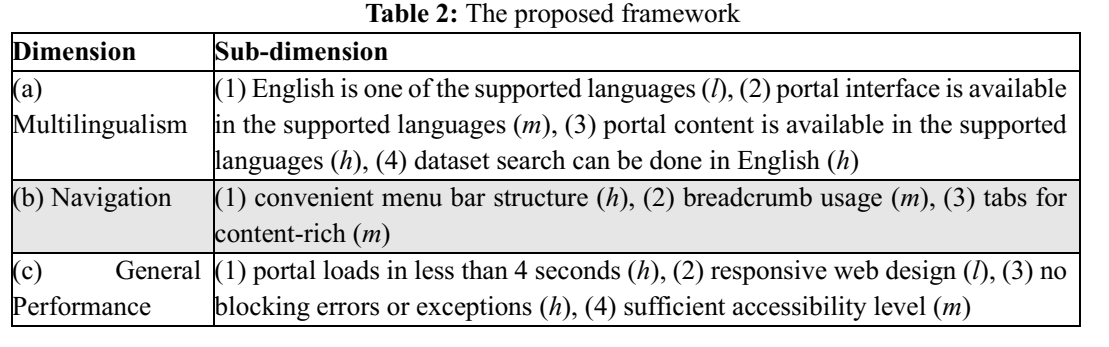 Table 2: The proposed framework
Dimension Sub-dimension
(a) Multilingualism
(1) English is one of the supported languages (l), (2) portal interface is available
in the supported languages (m), (3) portal content is available in the supported
languages (h), (4) dataset search can be done in English (h)
(b) Navigation
(1) convenient menu bar structure (h), (2) breadcrumb usage (m), (3) tabs for
content-rich (m)
(c) General
Performance
(1) portal loads in less than 4 seconds (h), (2) responsive web design (l), (3) no
blocking errors or exceptions (h), (4) sufficient accessibility level (m)